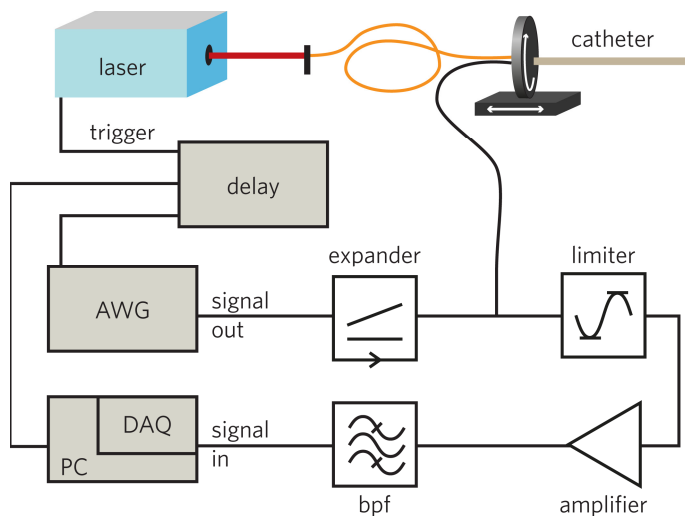 laser
catheter
trigger
delay
expander
limiter
AWG
signal
out
DAQ
PC
signal
in
bpf
amplifier